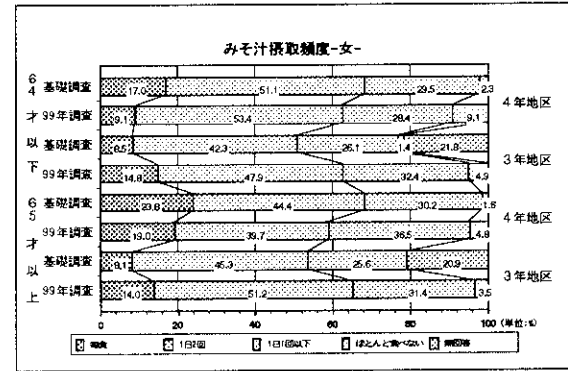 みそ汁摂取頻度-女-
64才以下
基礎調査 17.0 51.1 29.5 2.3
99年調査 9.1 53.4 28.4 9.1
4年地区
基礎調査 8.5 42.3 26.1 1.4 21.8
99年調査 14.8 47.9 32.4 4.9
3年地区
65才以上
基礎調査 23.8 44.4 30.2 1.6
99年調査 19.0 39.7 36.5 4.8
4年地区
基礎調査 8.1 45.3 25.6 20.9
99年調査 14.0 51.2 31.4 3.5
3年地区
0 20 40 60 80 100 (単位:%)
毎食 1日2回 1日1回以下 ほとんど食べない 無回答